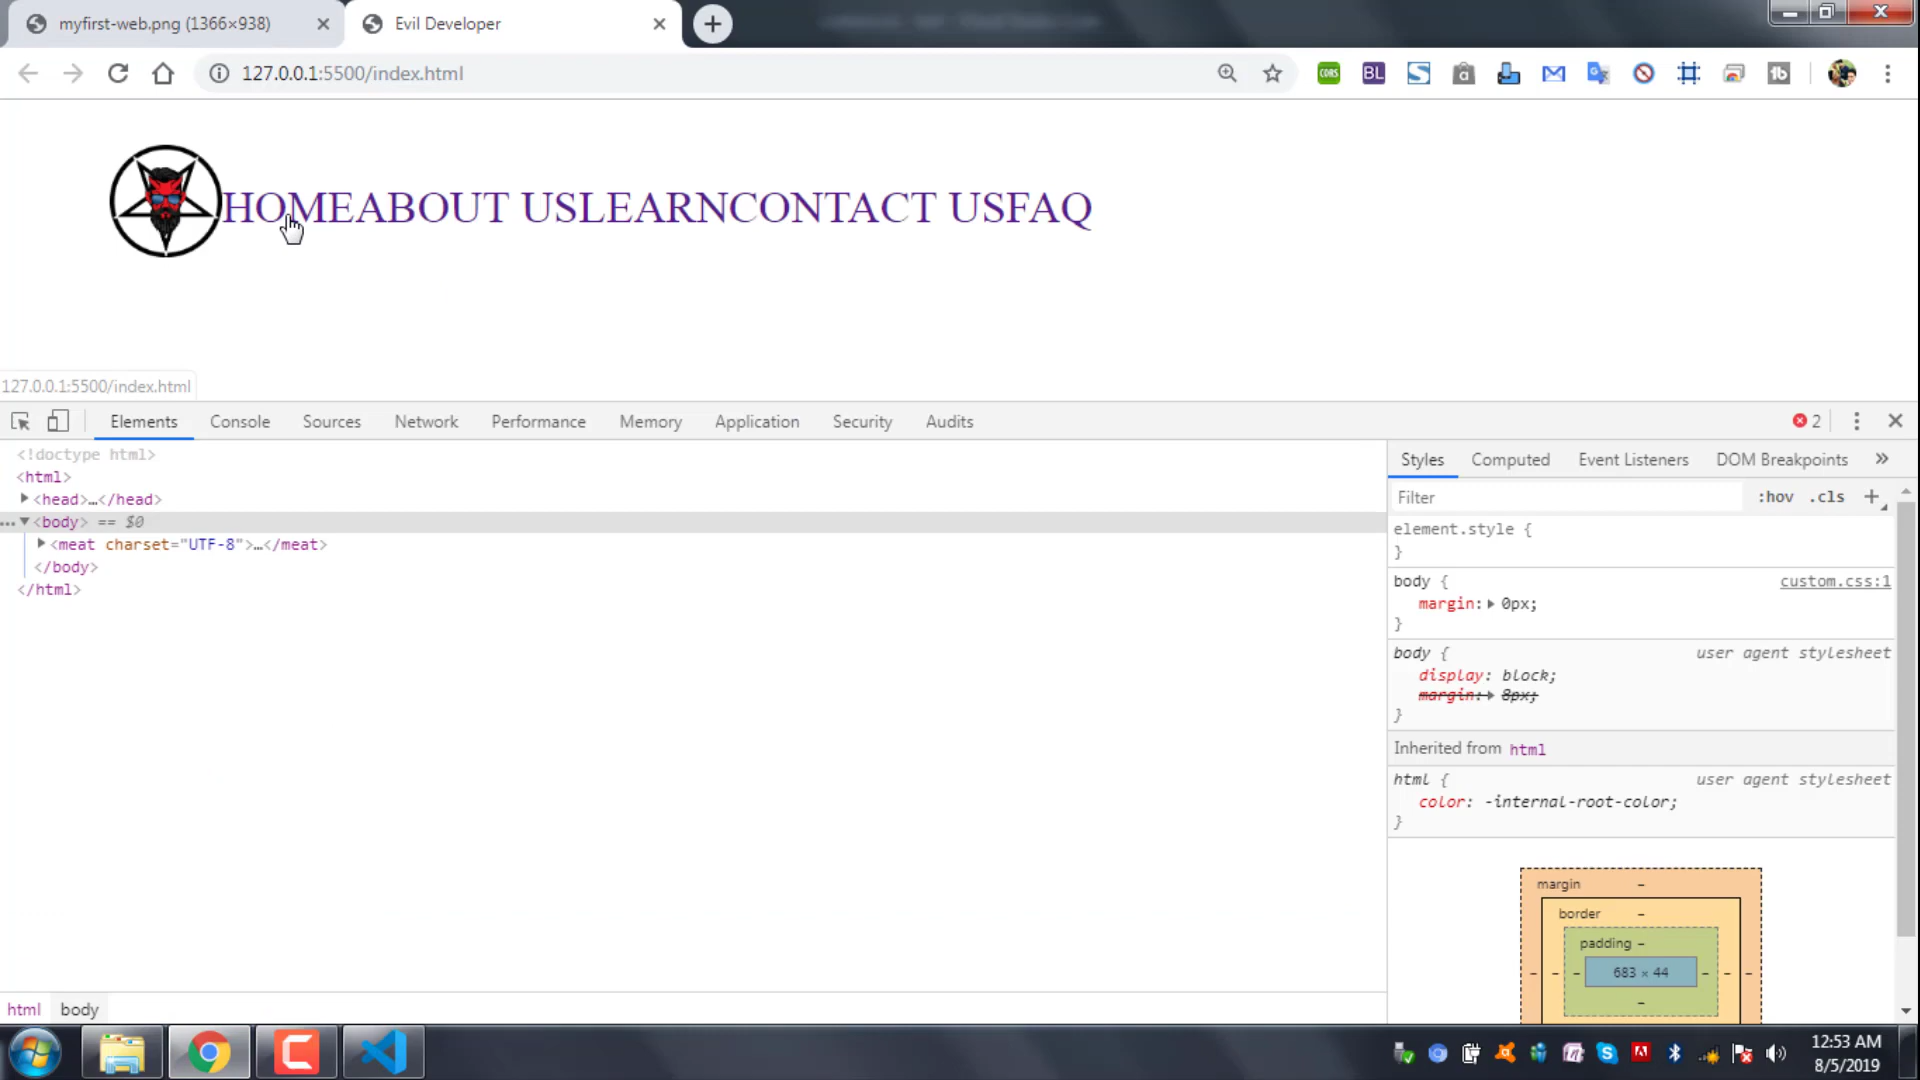 myfirst-web.png (1366×938)
Evil Developer
127.0.0.1:5500/index.html
CORS
BL
HOMEABOUT USLEARNCONTACT USFAQ
127.0.0.1:5500/index.html
Elements Console Sources Network Performance Memory Application Security Audits
2
<!doctype html>
<html>
<head>…</head>
… <body> == $0
<meat charset="UTF-8">…</meat>
</body>
</html>
html body
Styles Computed Event Listeners DOM Breakpoints »
Filter :hov .cls +
element.style {
}
body { custom.css:1
margin: 0px;
}
body { user agent stylesheet
display: block;
margin: 8px;
}
Inherited from html
html { user agent stylesheet
color: -internal-root-color;
}
margin –
border –
padding –
– – – 683 × 44 – – –
–
12:53 AM
8/5/2019